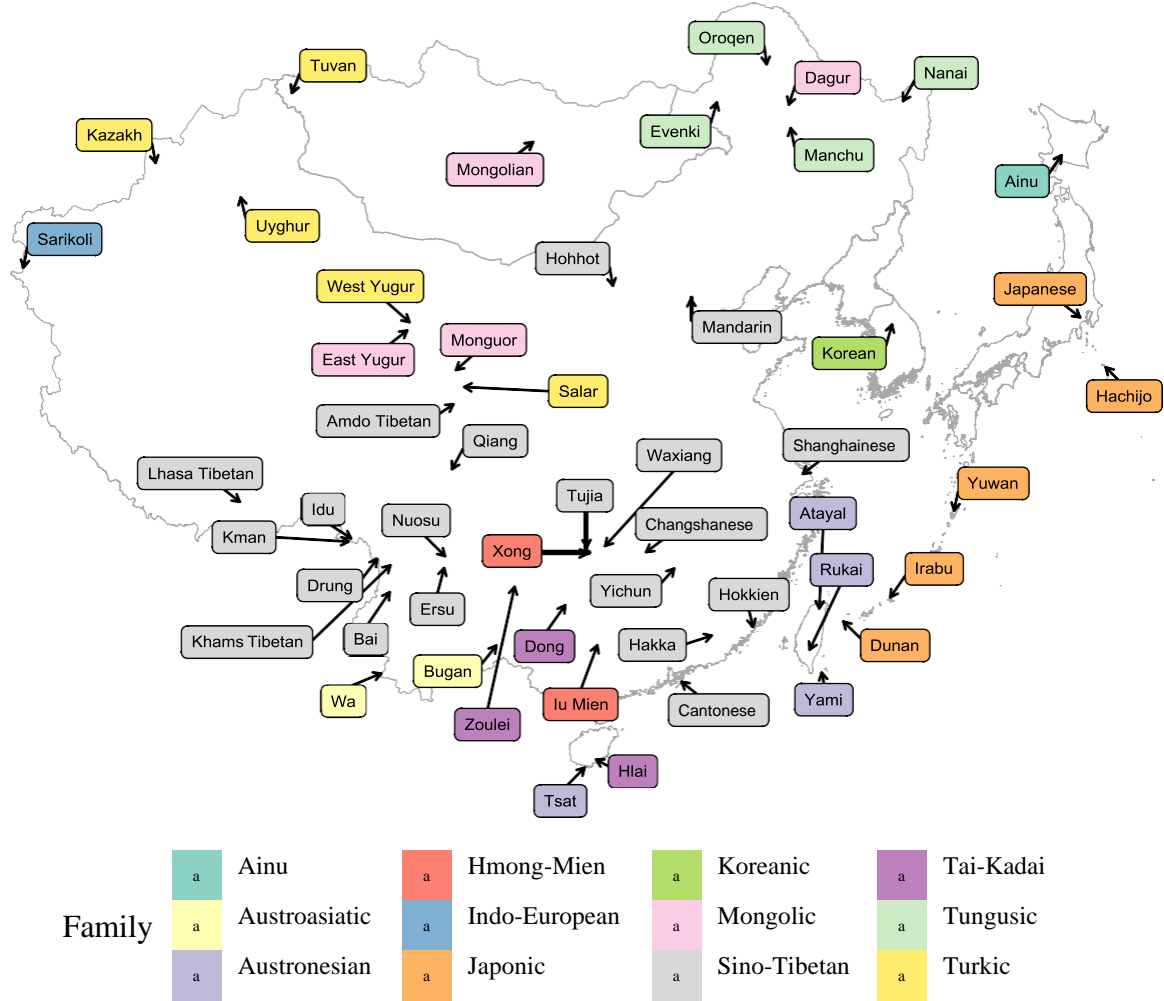 Oroqen
Tuvan
Dagur
Nanai
Kazakh
Evenki
Manchu
Mongolian
Ainu
Uyghur
Sarikoli
Hohhot
West Yugur
Japanese
Mandarin
Monguor
East Yugur
Korean
Salar
Hachijo
Amdo Tibetan
Qiang
Shanghainese
Waxiang
Lhasa Tibetan
Yuwan
Tujia
Idu
Nuosu
Atayal
Changshanese
Kman
Xong
Rukai
Irabu
Drung
Yichun
Hokkien
Ersu
Khams Tibetan
Bai
Dong
Hakka
Dunan
Bugan
Wa
Iu Mien
Cantonese
Yami
Zoulei
Hlai
Tsat
Family
a Ainu
a Austroasiatic
a Austronesian
a Hmong-Mien
a Indo-European
a Japonic
a Koreanic
a Mongolic
a Sino-Tibetan
a Tai-Kadai
a Tungusic
a Turkic